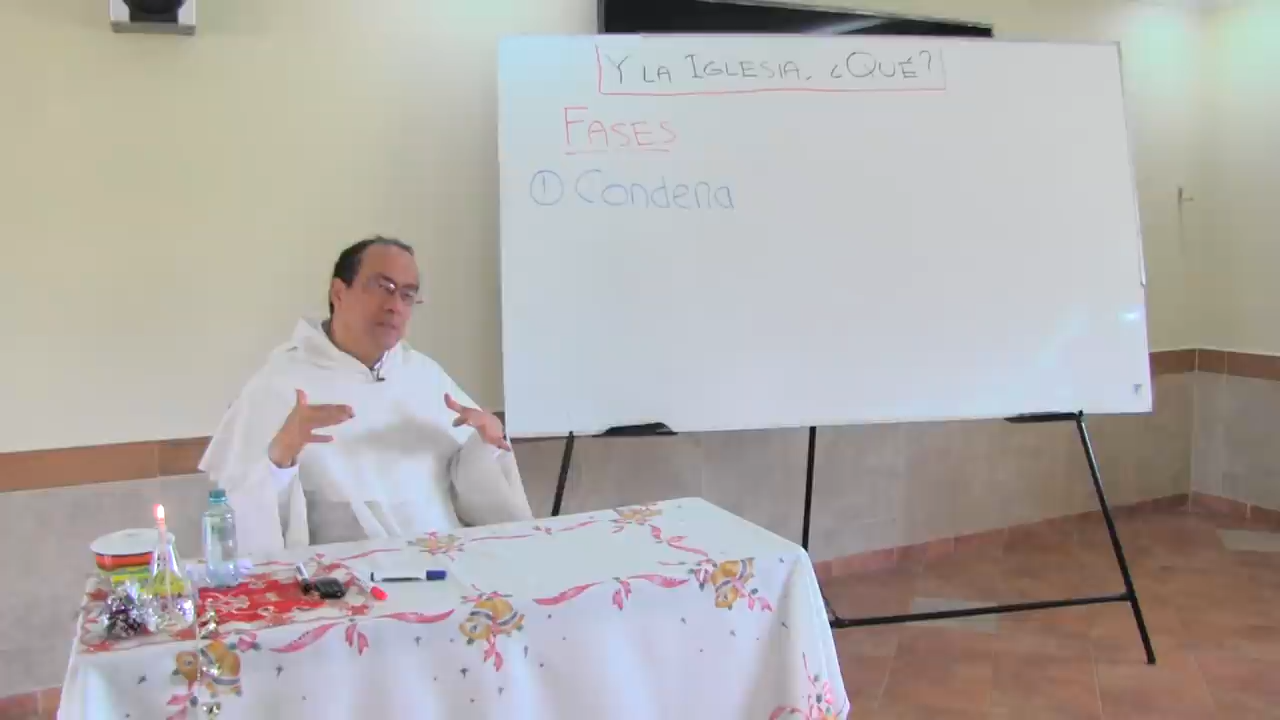 Y LA IGLESIA, ¿QUÉ?
FASES
① Condena